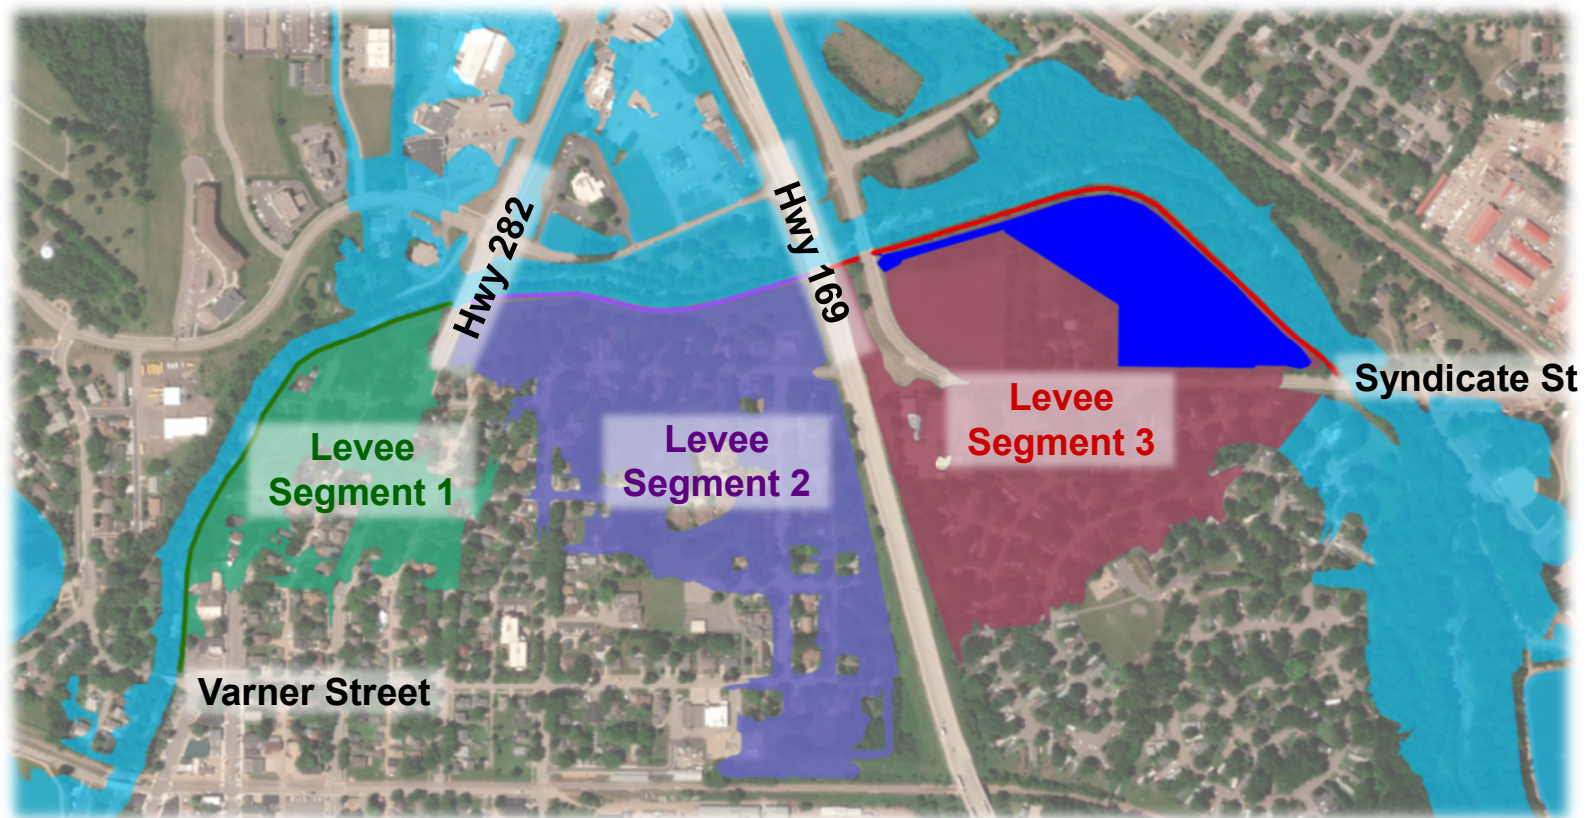 Hwy 282
Hwy 169
Syndicate St
Levee
Segment 3
Levee
Segment 2
Levee
Segment 1
Varner Street